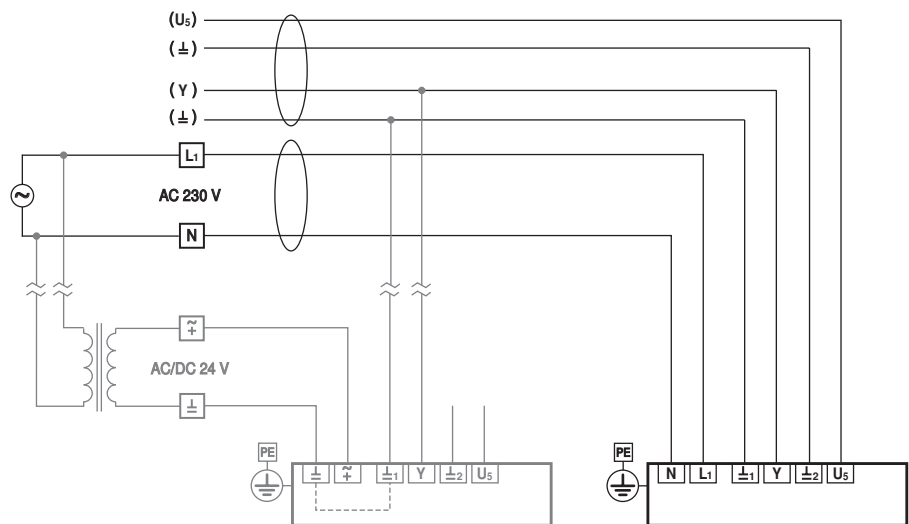 (U₅)
(⊥)
(Y)
(⊥)
L₁
~
AC 230 V
N
~
+
AC/DC 24 V
⊥
PE
⊥ ~ + ⊥₁ Y ⊥₂ U₅
PE
N L₁ ⊥₁ Y ⊥₂ U₅